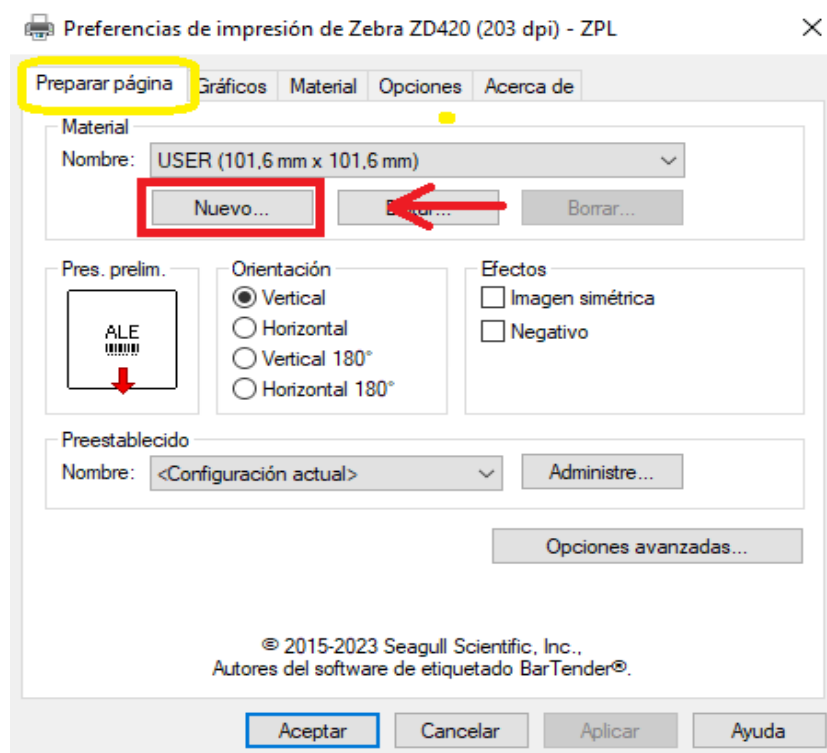 Preferencias de impresión de Zebra ZD420 (203 dpi) - ZPL
Preparar página Gráficos Material Opciones Acerca de
Material
Nombre: USER (101,6 mm x 101,6 mm)
Nuevo... Borrar...
Pres. prelim. Orientación Efectos
ALE
Vertical
Horizontal
Vertical 180°
Horizontal 180°
Imagen simétrica
Negativo
Preestablecido
Nombre: <Configuración actual> Administre...
Opciones avanzadas...
© 2015-2023 Seagull Scientific, Inc.,
Autores del software de etiquetado BarTender®.
Aceptar Cancelar Aplicar Ayuda